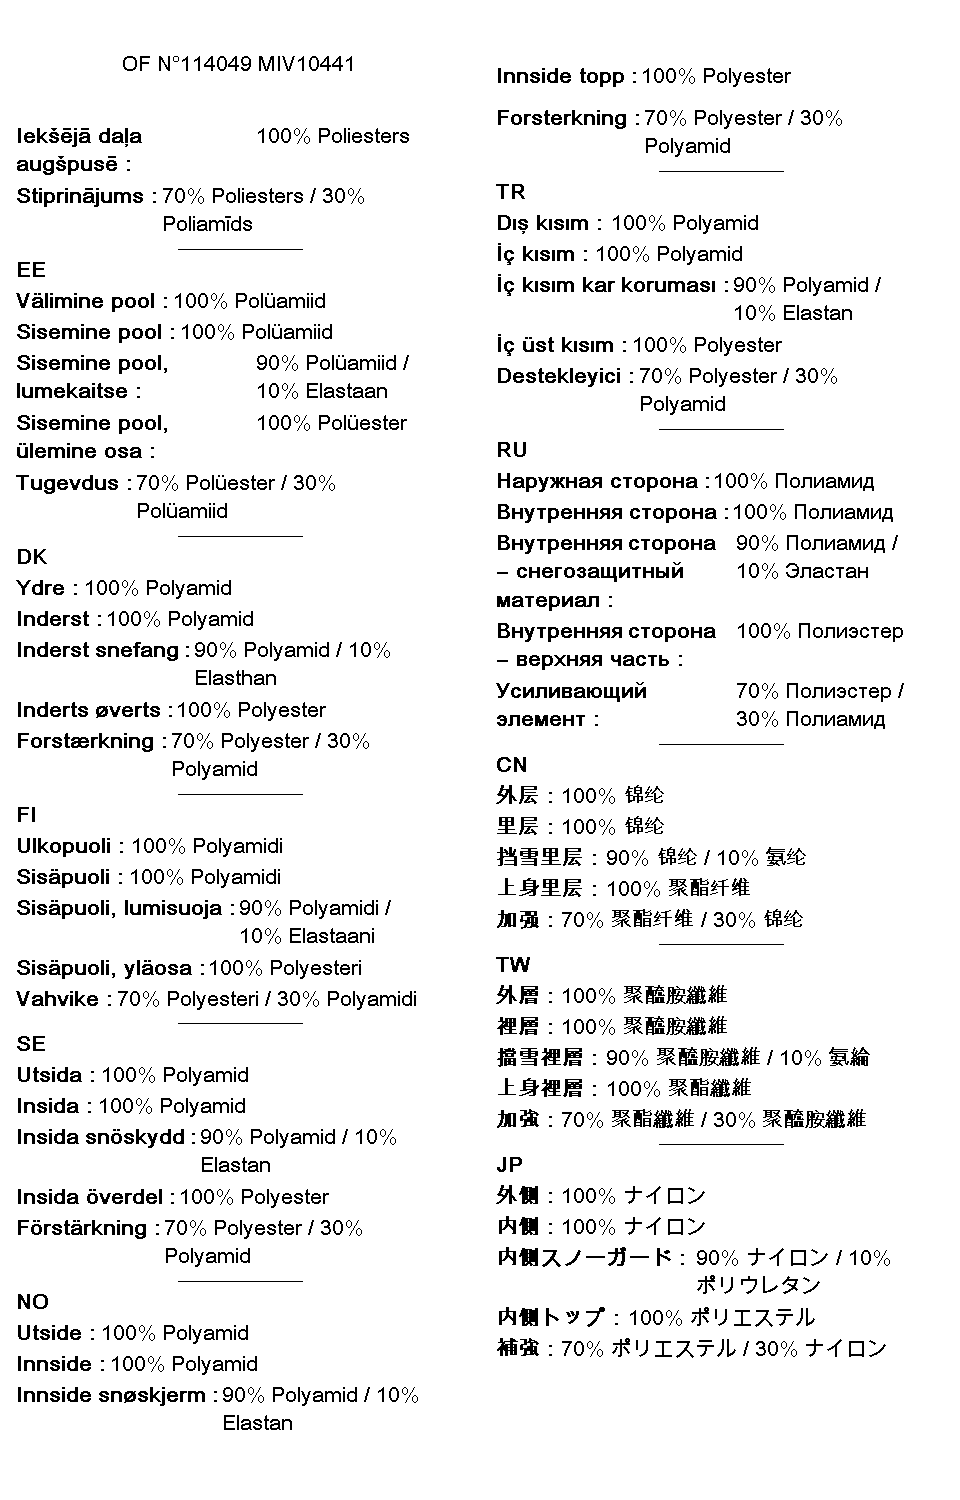 OF N°114049 MIV10441
Iekšējā daļa 100% Poliesters
augšpusē :
Stiprinājums : 70% Poliesters / 30%
Poliamīds
EE
Välimine pool : 100% Polüamiid
Sisemine pool : 100% Polüamiid
Sisemine pool, 90% Polüamiid /
lumekaitse : 10% Elastaan
Sisemine pool, 100% Polüester
ülemine osa :
Tugevdus : 70% Polüester / 30%
Polüamiid
DK
Ydre : 100% Polyamid
Inderst : 100% Polyamid
Inderst snefang : 90% Polyamid / 10%
Elasthan
Inderts øverts : 100% Polyester
Forstærkning : 70% Polyester / 30%
Polyamid
FI
Ulkopuoli : 100% Polyamidi
Sisäpuoli : 100% Polyamidi
Sisäpuoli, lumisuoja : 90% Polyamidi /
10% Elastaani
Sisäpuoli, yläosa : 100% Polyesteri
Vahvike : 70% Polyesteri / 30% Polyamidi
SE
Utsida : 100% Polyamid
Insida : 100% Polyamid
Insida snöskydd : 90% Polyamid / 10%
Elastan
Insida överdel : 100% Polyester
Förstärkning : 70% Polyester / 30%
Polyamid
NO
Utside : 100% Polyamid
Innside : 100% Polyamid
Innside snøskjerm : 90% Polyamid / 10%
Elastan
Innside topp : 100% Polyester
Forsterkning : 70% Polyester / 30%
Polyamid
TR
Dış kısım : 100% Polyamid
İç kısım : 100% Polyamid
İç kısım kar koruması : 90% Polyamid /
10% Elastan
İç üst kısım : 100% Polyester
Destekleyici : 70% Polyester / 30%
Polyamid
RU
Наружная сторона : 100% Полиамид
Внутренняя сторона : 100% Полиамид
Внутренняя сторона 90% Полиамид /
– снегозащитный 10% Эластан
материал :
Внутренняя сторона 100% Полиэстер
– верхняя часть :
Усиливающий 70% Полиэстер /
элемент : 30% Полиамид
CN
外层 : 100% 锦纶
里层 : 100% 锦纶
挡雪里层 : 90% 锦纶 / 10% 氨纶
上身里层 : 100% 聚酯纤维
加强 : 70% 聚酯纤维 / 30% 锦纶
TW
外層 : 100% 聚醯胺纖維
裡層 : 100% 聚醯胺纖維
擋雪裡層 : 90% 聚醯胺纖維 / 10% 氨綸
上身裡層 : 100% 聚酯纖維
加強 : 70% 聚酯纖維 / 30% 聚醯胺纖維
JP
外側 : 100% ナイロン
内側 : 100% ナイロン
内側スノーガード : 90% ナイロン / 10%
ポリウレタン
内側トップ : 100% ポリエステル
補強 : 70% ポリエステル / 30% ナイロン